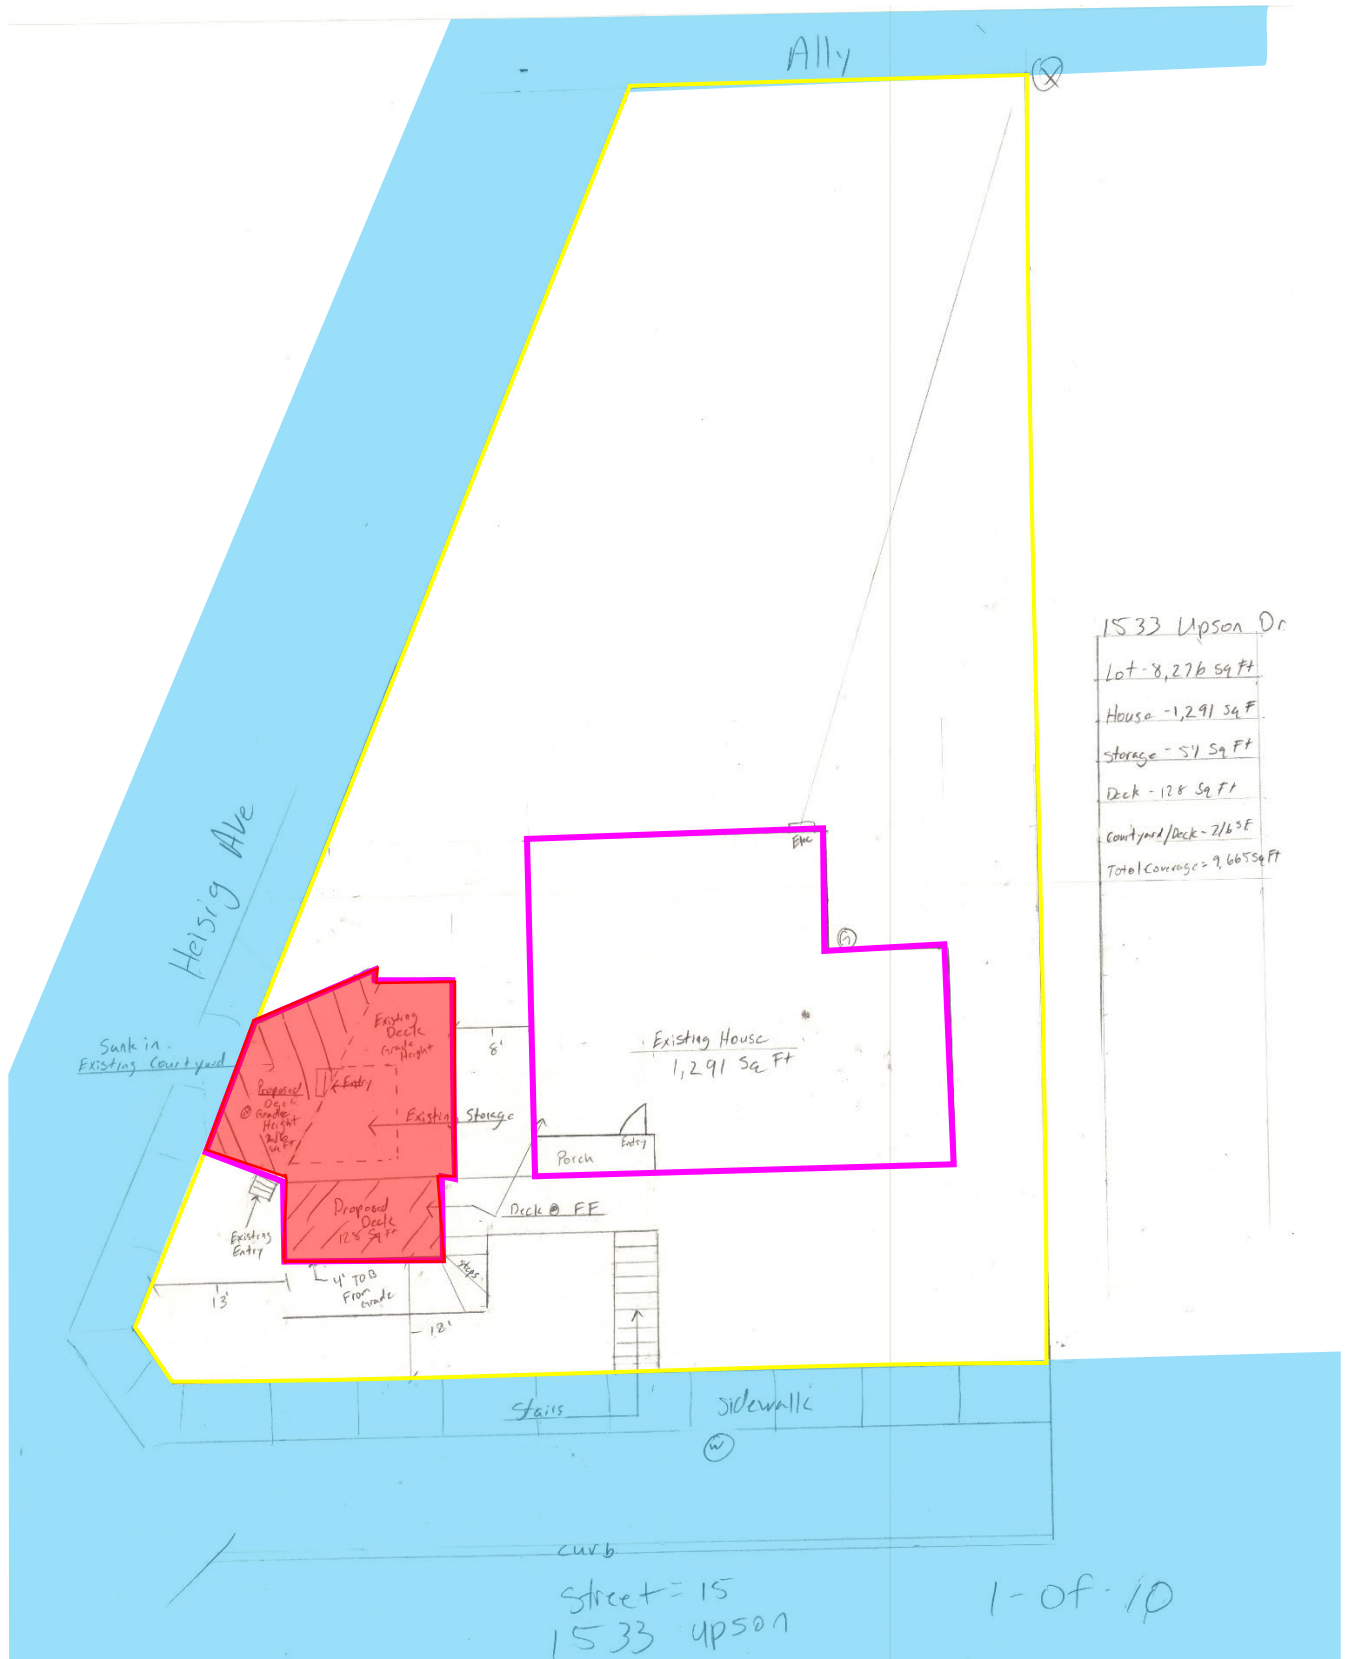 Ally
X
1533 Upson Dr.
Lot - 8,276 sq ft
House - 1,291 Sq F
Storage - 51 Sq Ft
Deck - 128 Sq Ft
Courtyard/Deck - 216 SF
Total Coverage = 9,665 Sq Ft
Heisig Ave
Elec
G
Sunk in
Existing Courtyard
Existing
Deck
Grade
Height
8'
Existing House
1,291 Sq Ft
Proposed
Deck
@ Grade
Height
216
sq Ft
Entry
Existing Storage
Entry
Porch
Proposed
Deck
128 Sq Ft
Deck @ FF
Existing
Entry
Steps
4' TOB
From
Grade
13'
18'
Stairs
Sidewalk
W
curb
Street = 15
1533 Upson
1-of-10